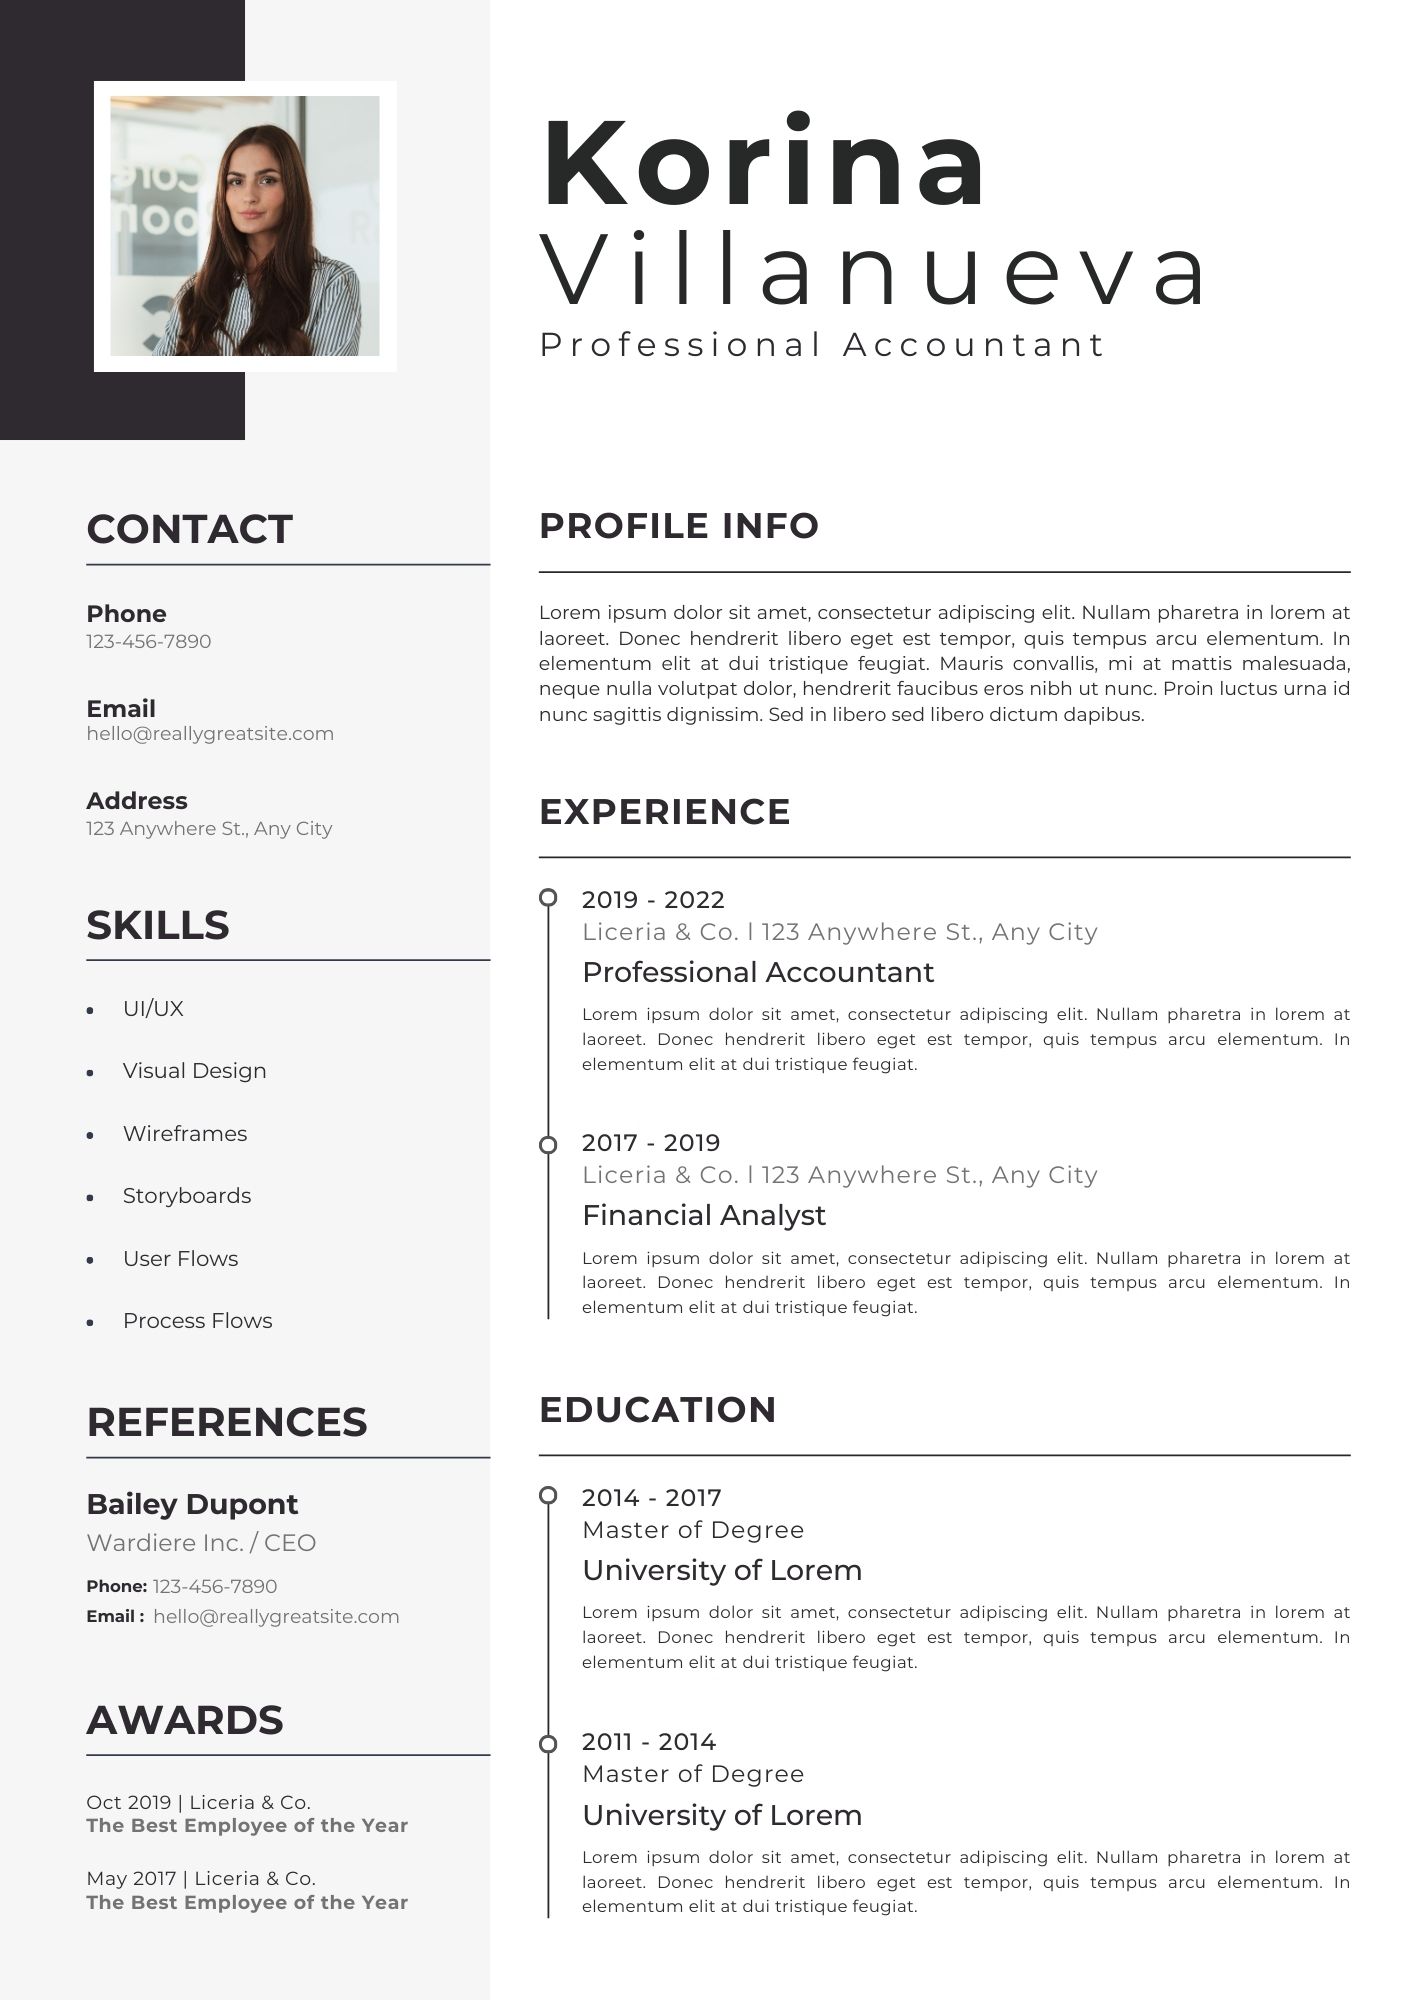 Korina
Villanueva
Professional Accountant
CONTACT
Phone
123-456-7890
Email
hello@reallygreatsite.com
Address
123 Anywhere St., Any City
SKILLS
• UI/UX
• Visual Design
• Wireframes
• Storyboards
• User Flows
• Process Flows
REFERENCES
Bailey Dupont
Wardiere Inc. / CEO
Phone: 123-456-7890
Email : hello@reallygreatsite.com
AWARDS
Oct 2019 | Liceria & Co.
The Best Employee of the Year
May 2017 | Liceria & Co.
The Best Employee of the Year
PROFILE INFO
Lorem ipsum dolor sit amet, consectetur adipiscing elit. Nullam pharetra in lorem at
laoreet. Donec hendrerit libero eget est tempor, quis tempus arcu elementum. In
elementum elit at dui tristique feugiat. Mauris convallis, mi at mattis malesuada,
neque nulla volutpat dolor, hendrerit faucibus eros nibh ut nunc. Proin luctus urna id
nunc sagittis dignissim. Sed in libero sed libero dictum dapibus.
EXPERIENCE
2019 - 2022
Liceria & Co. l 123 Anywhere St., Any City
Professional Accountant
Lorem ipsum dolor sit amet, consectetur adipiscing elit. Nullam pharetra in lorem at
laoreet. Donec hendrerit libero eget est tempor, quis tempus arcu elementum. In
elementum elit at dui tristique feugiat.
2017 - 2019
Liceria & Co. l 123 Anywhere St., Any City
Financial Analyst
Lorem ipsum dolor sit amet, consectetur adipiscing elit. Nullam pharetra in lorem at
laoreet. Donec hendrerit libero eget est tempor, quis tempus arcu elementum. In
elementum elit at dui tristique feugiat.
EDUCATION
2014 - 2017
Master of Degree
University of Lorem
Lorem ipsum dolor sit amet, consectetur adipiscing elit. Nullam pharetra in lorem at
laoreet. Donec hendrerit libero eget est tempor, quis tempus arcu elementum. In
elementum elit at dui tristique feugiat.
2011 - 2014
Master of Degree
University of Lorem
Lorem ipsum dolor sit amet, consectetur adipiscing elit. Nullam pharetra in lorem at
laoreet. Donec hendrerit libero eget est tempor, quis tempus arcu elementum. In
elementum elit at dui tristique feugiat.